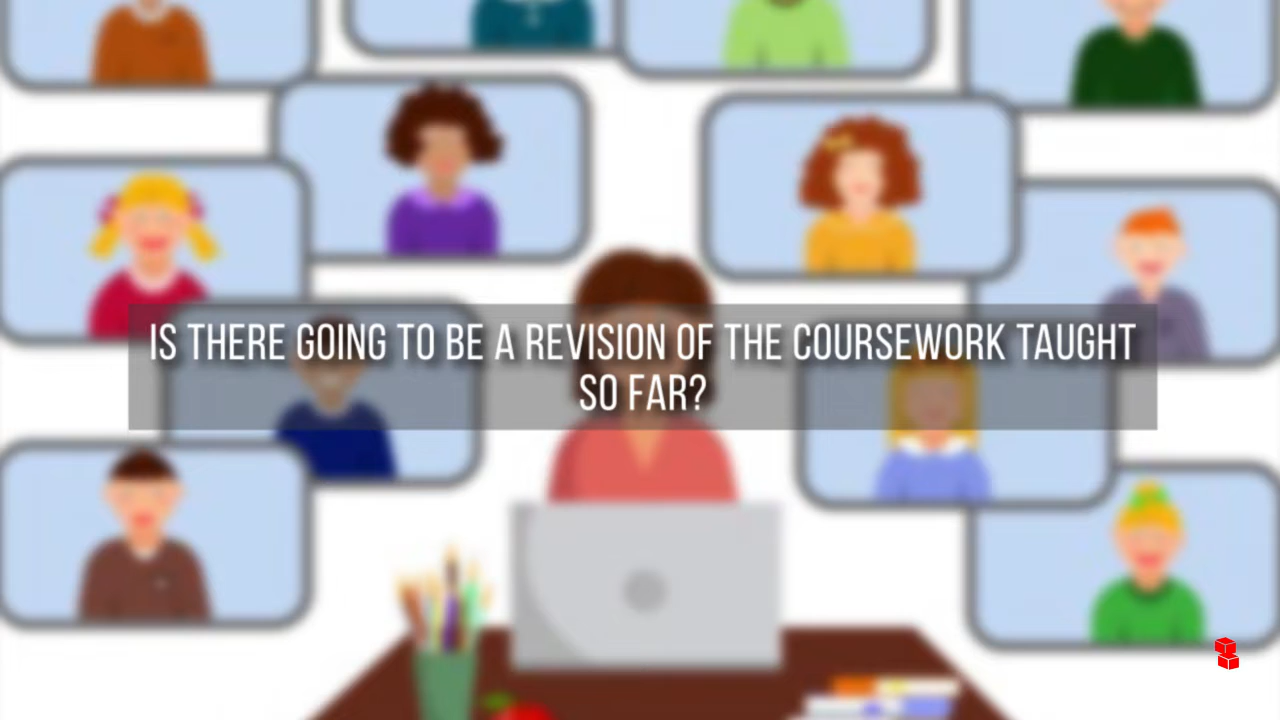 IS THERE GOING TO BE A REVISION OF THE COURSEWORK TAUGHT
SO FAR?